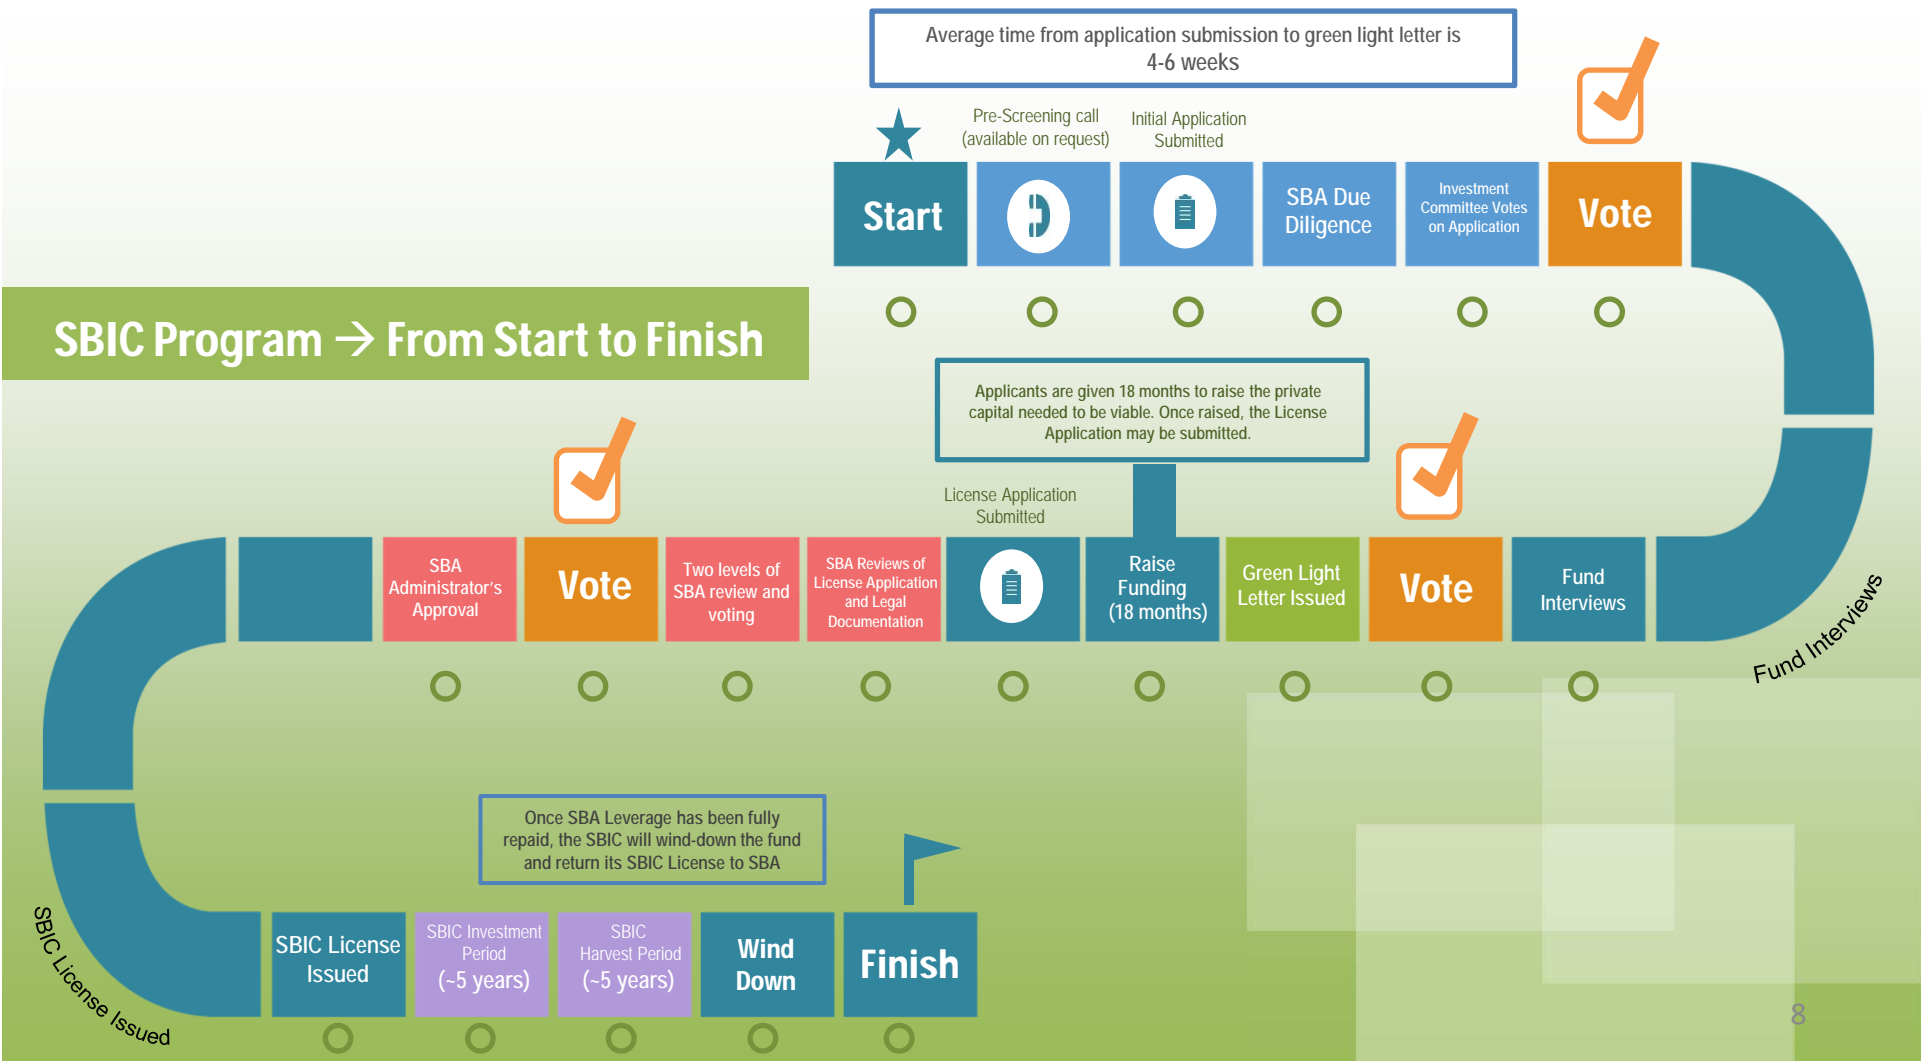 Average time from application submission to green light letter is
4-6 weeks
Pre-Screening call
(available on request)
Initial Application
Submitted
Start
SBA Due
Diligence
Investment
Committee Votes
on Application
Vote
SBIC Program → From Start to Finish
Applicants are given 18 months to raise the private
capital needed to be viable. Once raised, the License
Application may be submitted.
License Application
Submitted
SBA
Administrator's
Approval
Vote
Two levels of
SBA review and
voting
SBA Reviews of
License Application
and Legal
Documentation
Raise
Funding
(18 months)
Green Light
Letter Issued
Vote
Fund
Interviews
Fund Interviews
Once SBA Leverage has been fully
repaid, the SBIC will wind-down the fund
and return its SBIC License to SBA
SBIC License Issued
SBIC License
Issued
SBIC Investment
Period
(~5 years)
SBIC
Harvest Period
(~5 years)
Wind
Down
Finish
8